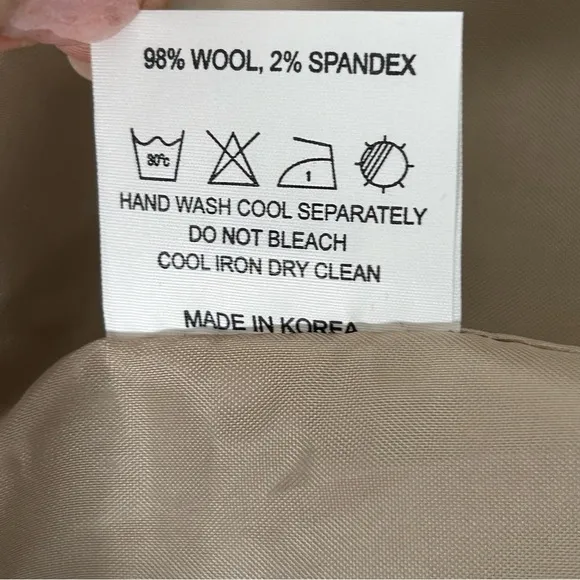 98% WOOL, 2% SPANDEX
30°c
1
HAND WASH COOL SEPARATELY
DO NOT BLEACH
COOL IRON DRY CLEAN
MADE IN KOREA